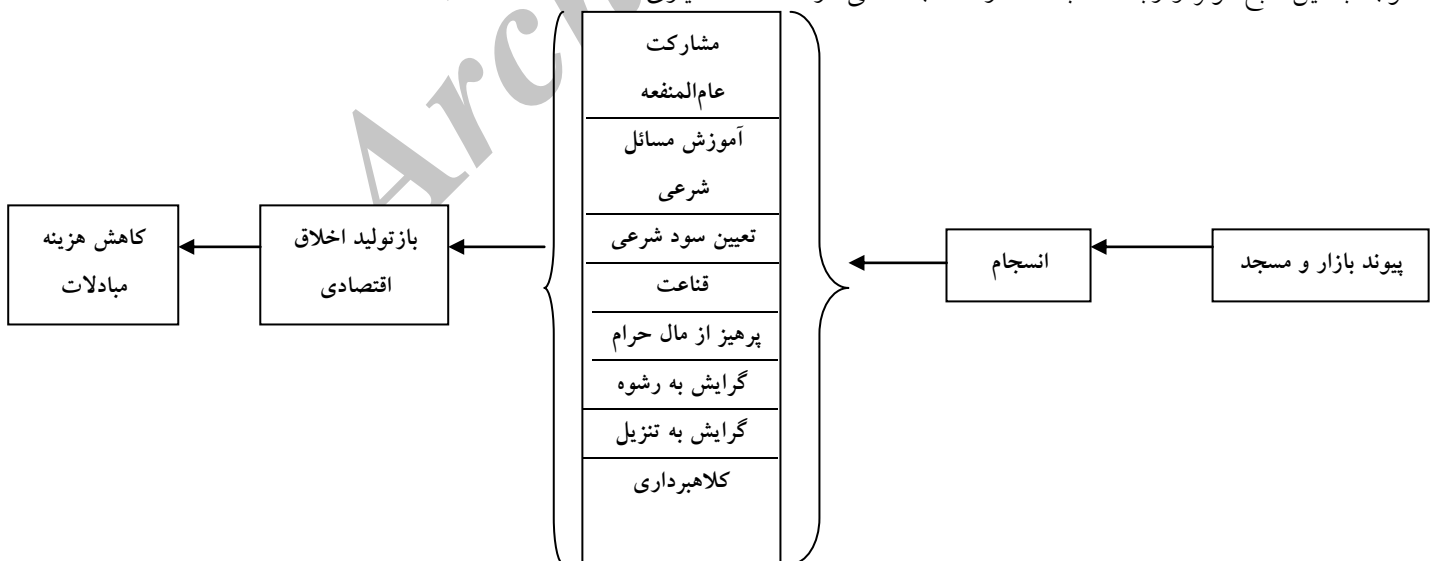 مشارکت
عام‌المنفعه
آموزش مسائل
شرعی
تعیین سود شرعی
قناعت
پرهیز از مال حرام
گرایش به رشوه
گرایش به تنزیل
کلاهبرداری
پیوند بازار و مسجد
انسجام
بازتولید اخلاق
اقتصادی
کاهش هزینه
مبادلات